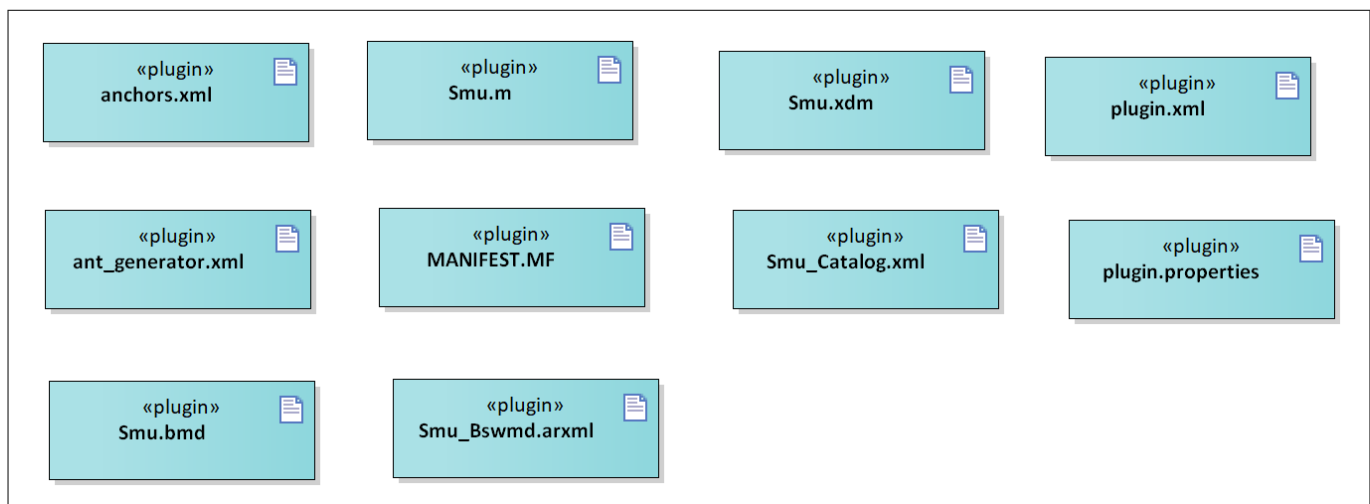 «plugin»
anchors.xml
«plugin»
Smu.m
«plugin»
Smu.xdm
«plugin»
plugin.xml
«plugin»
ant_generator.xml
«plugin»
MANIFEST.MF
«plugin»
Smu_Catalog.xml
«plugin»
plugin.properties
«plugin»
Smu.bmd
«plugin»
Smu_Bswmd.arxml